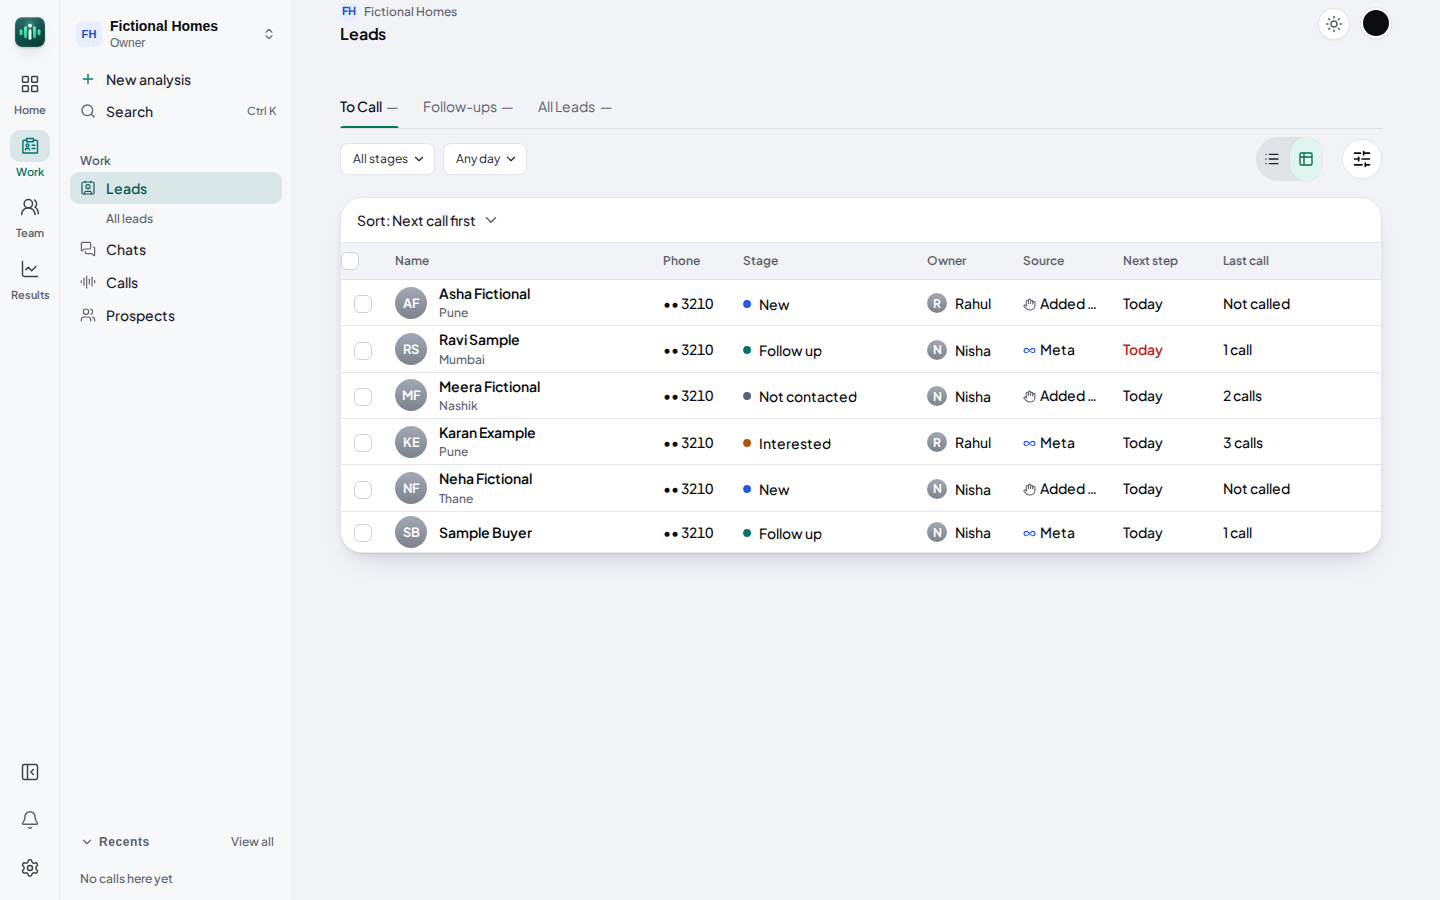 Home
Work
Team
Results
FH
Fictional Homes
Owner
New analysis
Search
Ctrl K
Work
Leads
All leads
Chats
Calls
Prospects
Recents
View all
No calls here yet
FH Fictional Homes
Leads
To Call — Follow-ups — All Leads —
All stages Any day
Sort: Next call first
Name Phone Stage Owner Source Next step Last call
AF Asha Fictional
Pune
•• 3210 New R Rahul Added ... Today Not called
RS Ravi Sample
Mumbai
•• 3210 Follow up N Nisha Meta Today 1 call
MF Meera Fictional
Nashik
•• 3210 Not contacted N Nisha Added ... Today 2 calls
KE Karan Example
Pune
•• 3210 Interested R Rahul Meta Today 3 calls
NF Neha Fictional
Thane
•• 3210 New N Nisha Added ... Today Not called
SB Sample Buyer •• 3210 Follow up N Nisha Meta Today 1 call